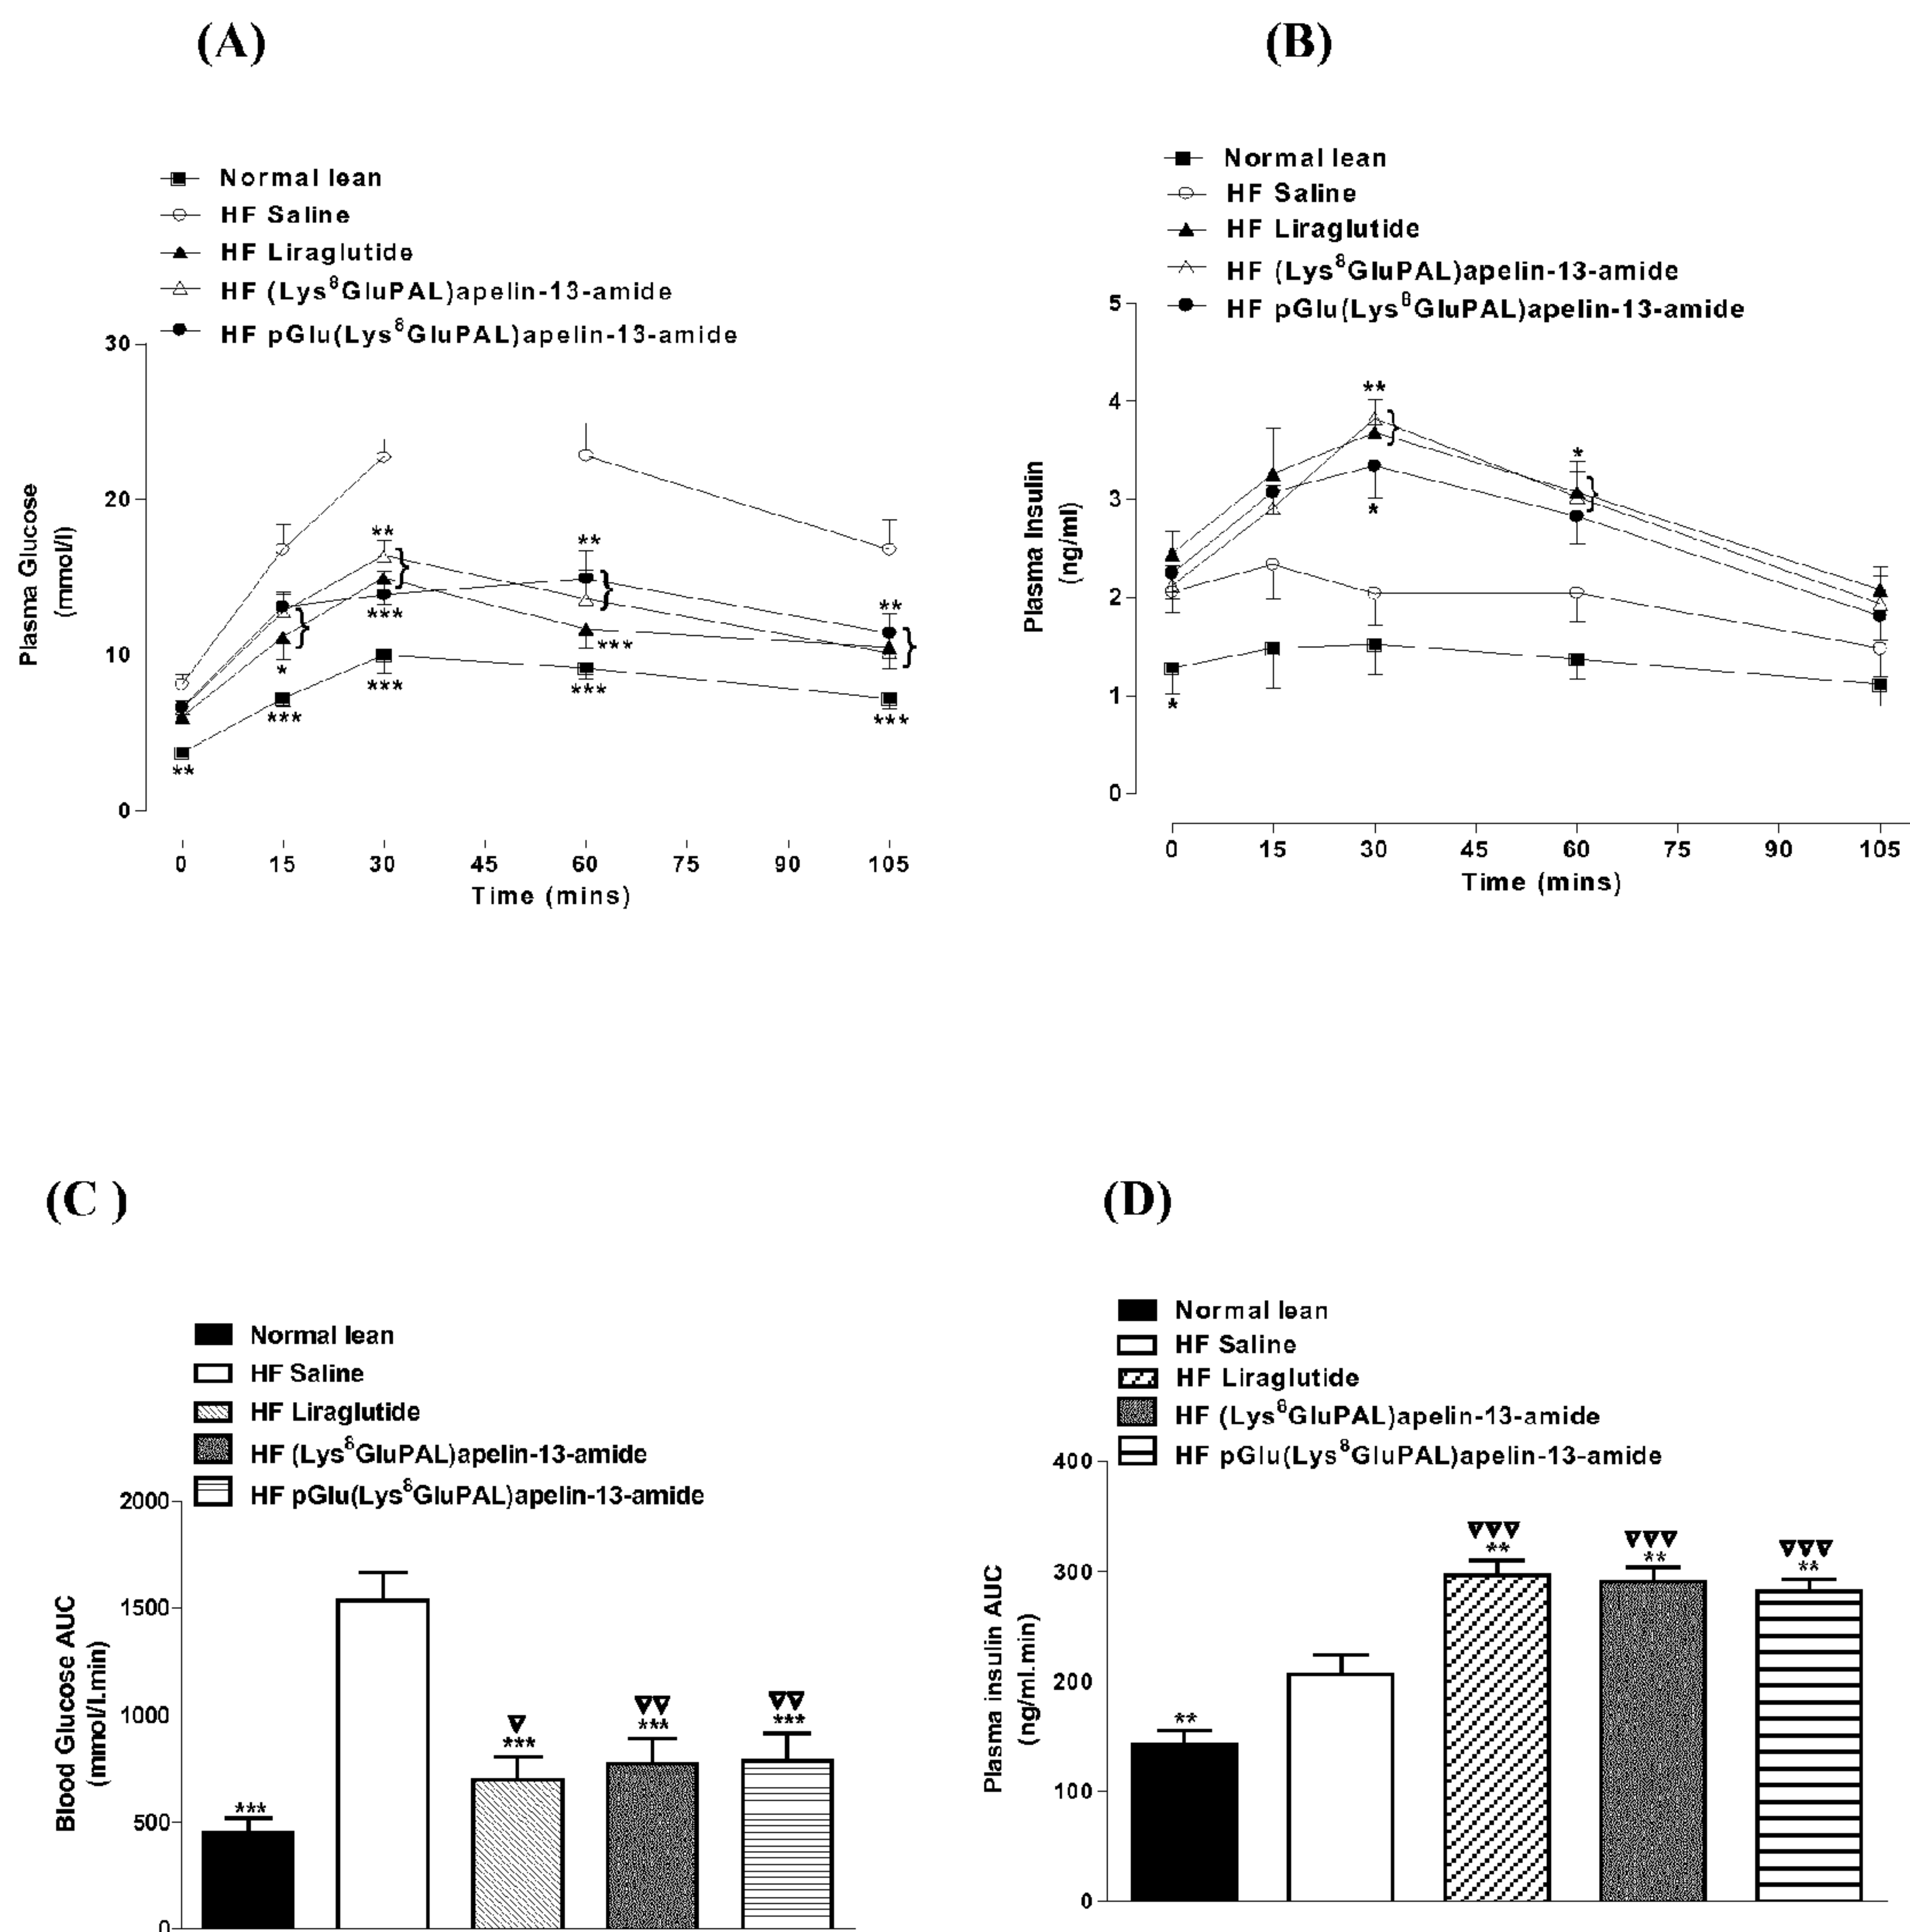 (A)
Normal lean
HF Saline
HF Liraglutide
HF (Lys8GluPAL)apelin-13-amide
HF pGlu(Lys8GluPAL)apelin-13-amide
Plasma Glucose
(mmol/l)
30
20
10
0
** ** 
} }
*** **
} }
* ***
*** *** *** ***
**
0 15 30 45 60 75 90 105
Time (mins)
(B)
Normal lean
HF Saline
HF Liraglutide
HF (Lys8GluPAL)apelin-13-amide
HF pGlu(Lys8GluPAL)apelin-13-amide
Plasma Insulin
(ng/ml)
5
4
3
2
1
0
**
} *
* }
*
0 15 30 45 60 75 90 105
Time (mins)
(C )
Normal lean
HF Saline
HF Liraglutide
HF (Lys8GluPAL)apelin-13-amide
HF pGlu(Lys8GluPAL)apelin-13-amide
Blood Glucose AUC
(mmol/l.min)
2000
1500
1000
500
0
∇ ∇∇ ∇∇
*** *** *** ***
(D)
Normal lean
HF Saline
HF Liraglutide
HF (Lys8GluPAL)apelin-13-amide
HF pGlu(Lys8GluPAL)apelin-13-amide
Plasma insulin AUC
(ng/ml.min)
400
300
200
100
0
∇∇∇ ∇∇∇ ∇∇∇
** ** ** **